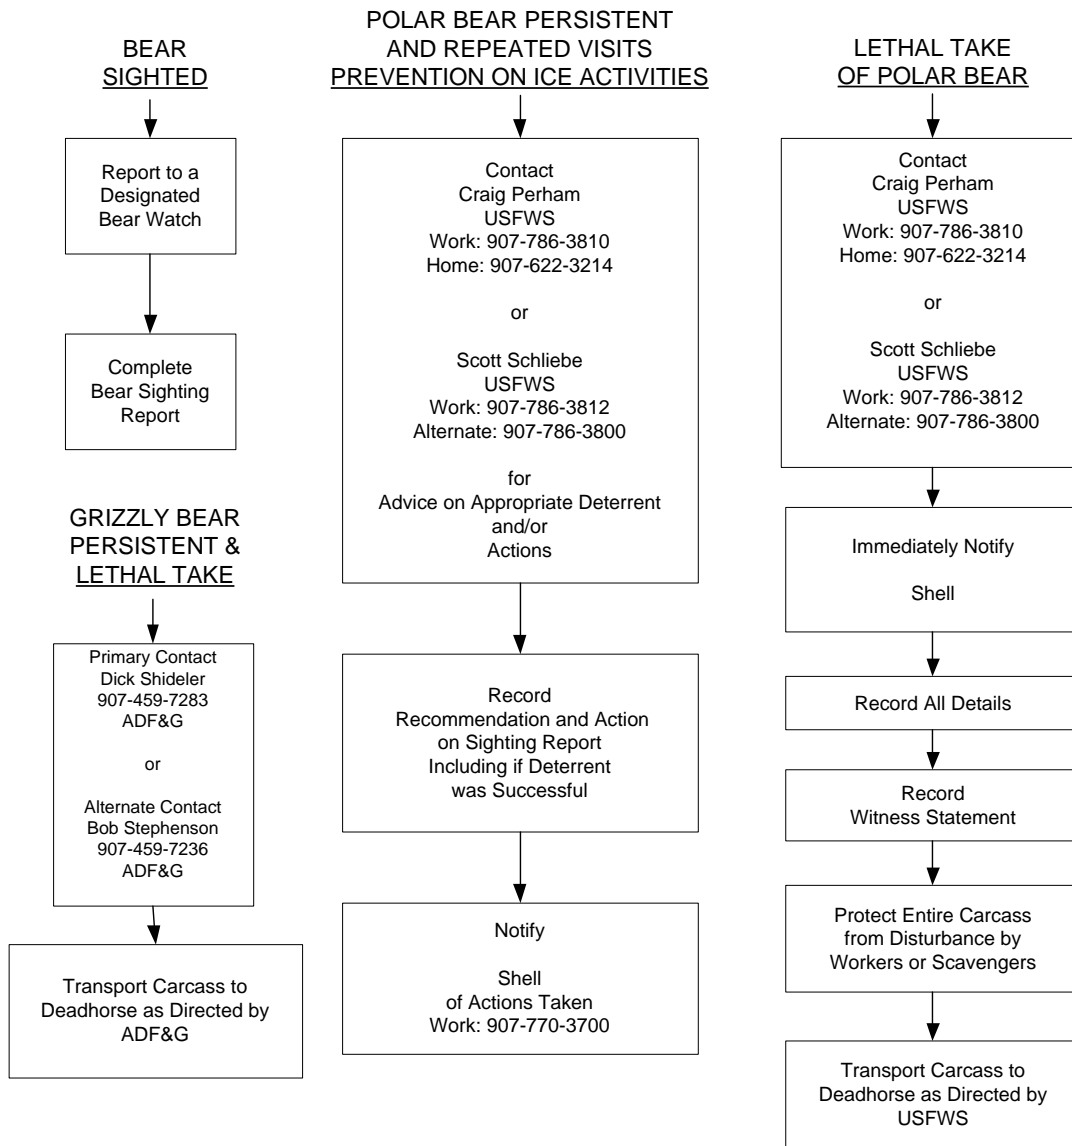 BEAR
SIGHTED
Report to a
Designated
Bear Watch
Complete
Bear Sighting
Report
GRIZZLY BEAR
PERSISTENT &
LETHAL TAKE
Primary Contact
Dick Shideler
907-459-7283
ADF&G
or
Alternate Contact
Bob Stephenson
907-459-7236
ADF&G
Transport Carcass to
Deadhorse as Directed by
ADF&G
POLAR BEAR PERSISTENT
AND REPEATED VISITS
PREVENTION ON ICE ACTIVITIES
Contact
Craig Perham
USFWS
Work: 907-786-3810
Home: 907-622-3214
or
Scott Schliebe
USFWS
Work: 907-786-3812
Alternate: 907-786-3800
for
Advice on Appropriate Deterrent
and/or
Actions
Record
Recommendation and Action
on Sighting Report
Including if Deterrent
was Successful
Notify
Shell
of Actions Taken
Work: 907-770-3700
LETHAL TAKE
OF POLAR BEAR
Contact
Craig Perham
USFWS
Work: 907-786-3810
Home: 907-622-3214
or
Scott Schliebe
USFWS
Work: 907-786-3812
Alternate: 907-786-3800
Immediately Notify
Shell
Record All Details
Record
Witness Statement
Protect Entire Carcass
from Disturbance by
Workers or Scavengers
Transport Carcass to
Deadhorse as Directed by
USFWS